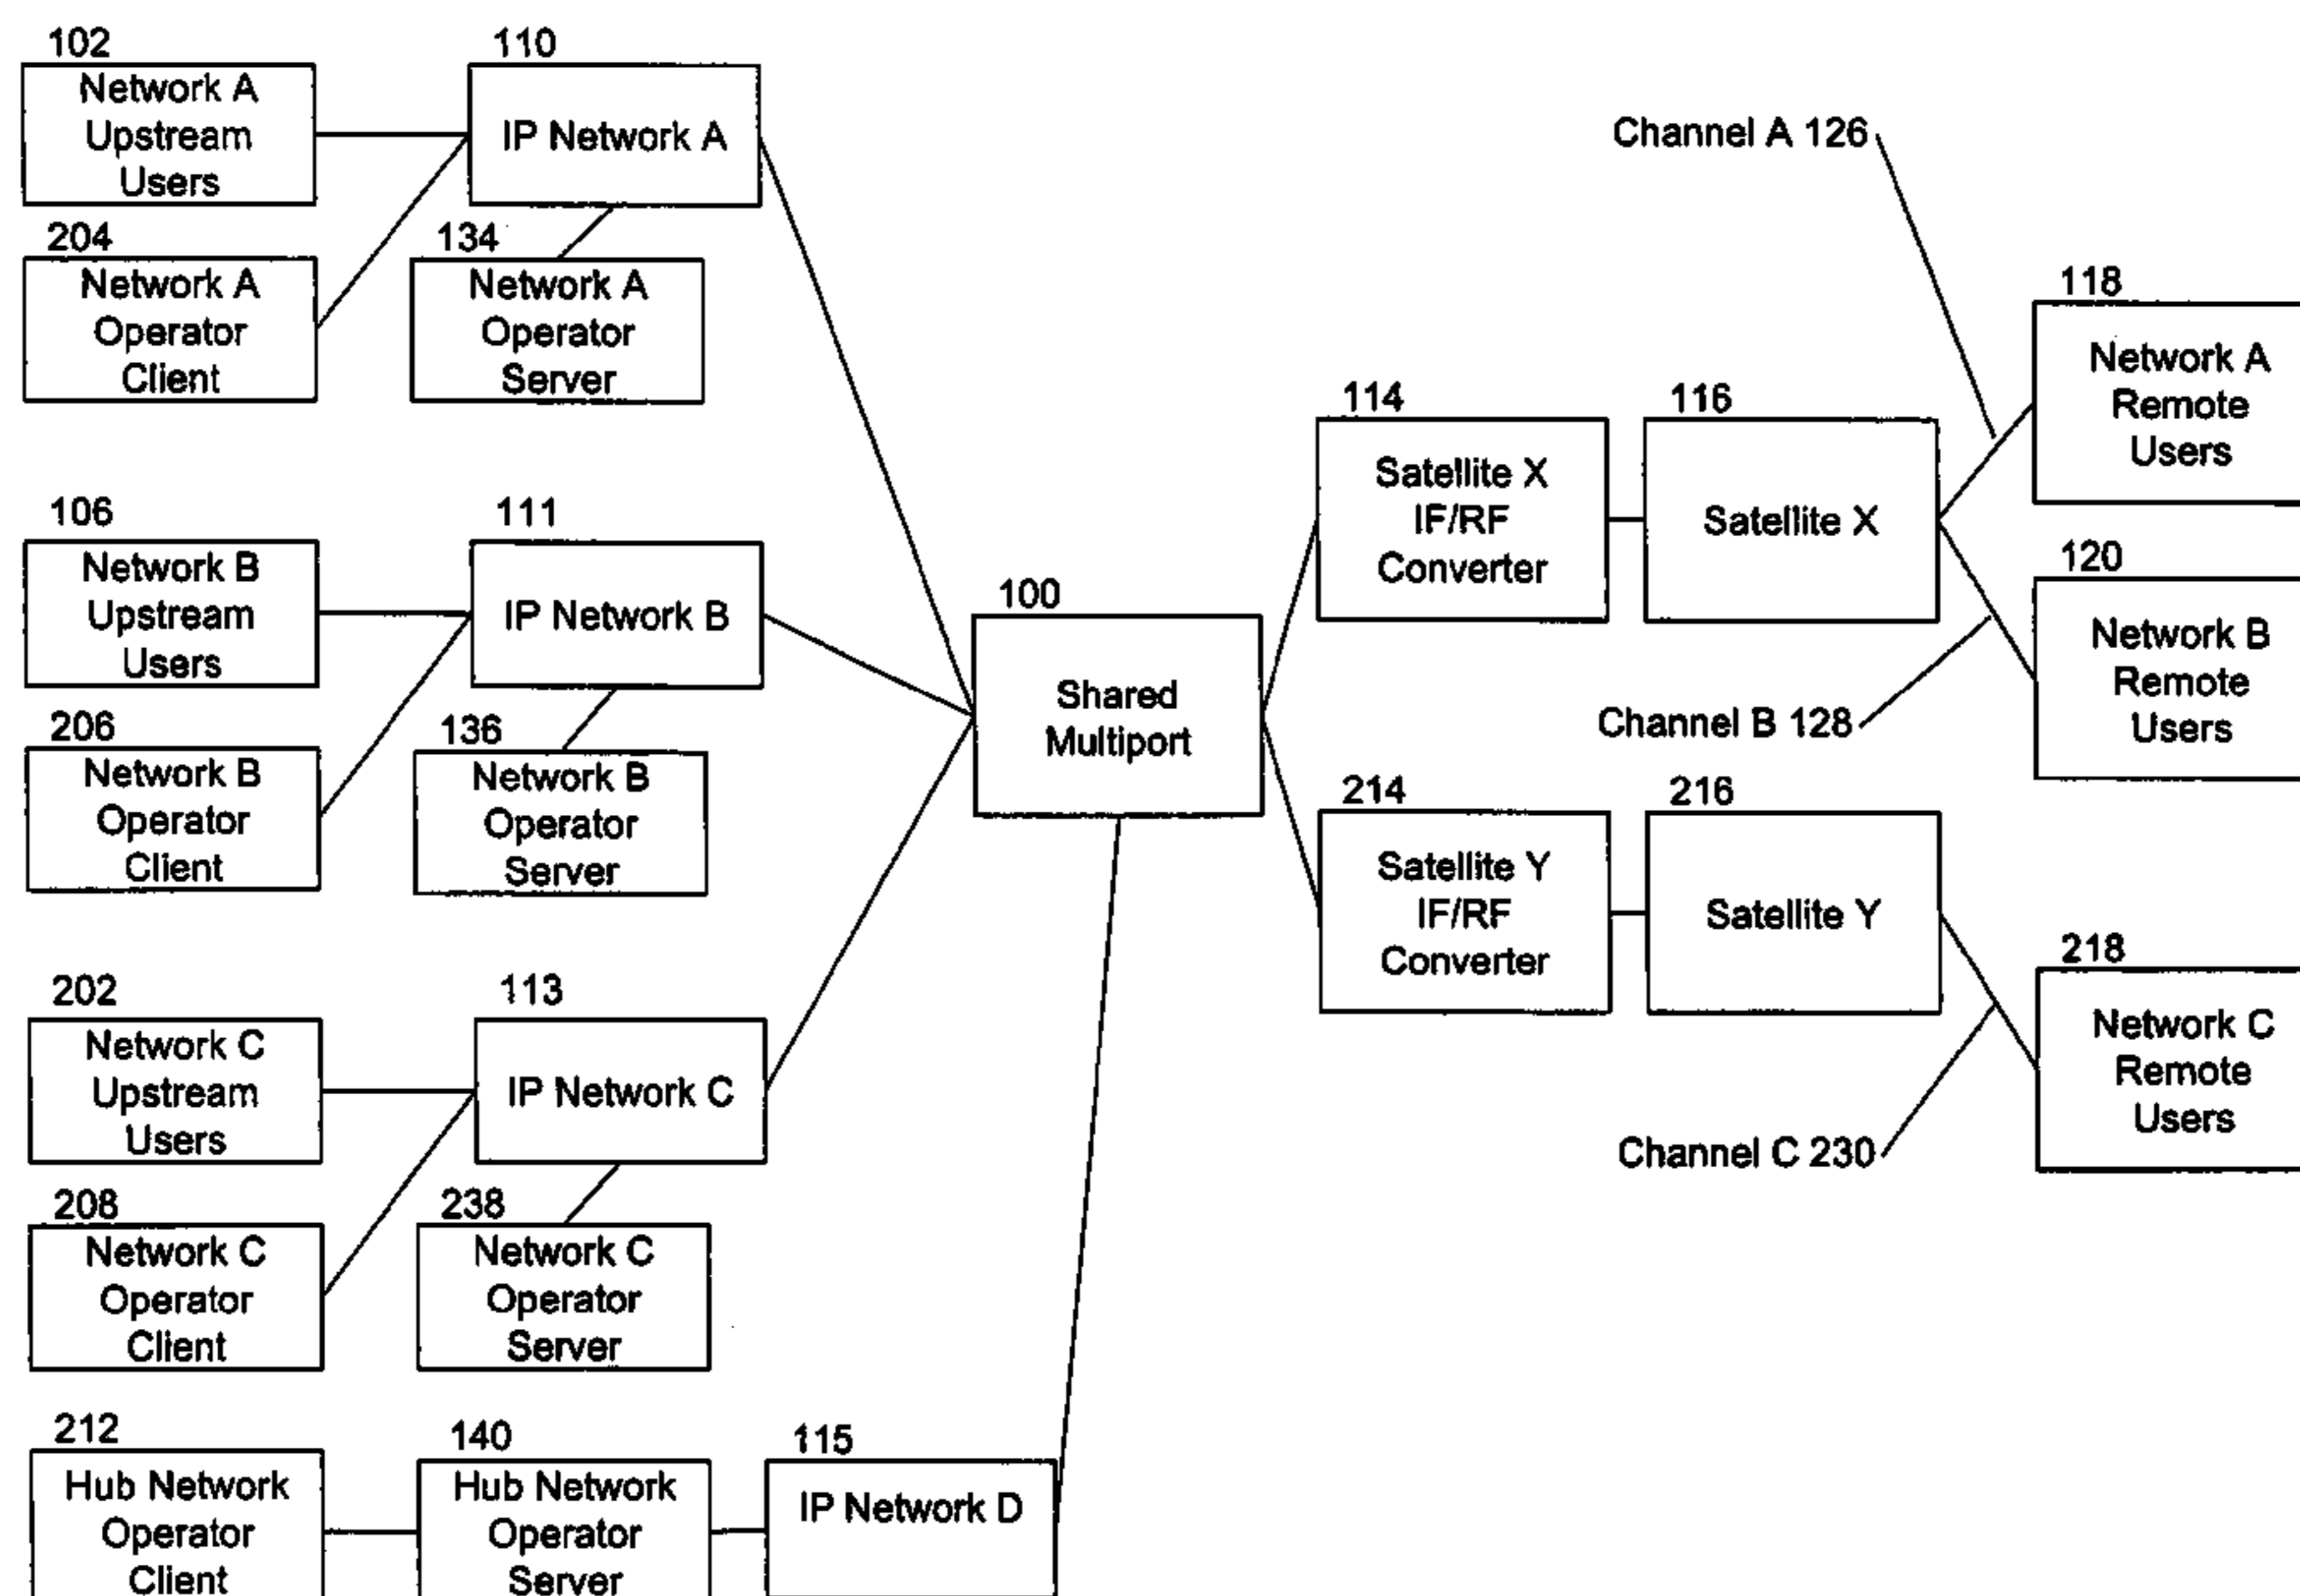 102
Network A
Upstream
Users
110
IP Network A
204
Network A
Operator
Client
134
Network A
Operator
Server
106
Network B
Upstream
Users
111
IP Network B
206
Network B
Operator
Client
136
Network B
Operator
Server
202
Network C
Upstream
Users
113
IP Network C
208
Network C
Operator
Client
238
Network C
Operator
Server
212
Hub Network
Operator
Client
140
Hub Network
Operator
Server
115
IP Network D
100
Shared
Multiport
114
Satellite X
IF/RF
Converter
116
Satellite X
214
Satellite Y
IF/RF
Converter
216
Satellite Y
Channel A 126
118
Network A
Remote
Users
120
Network B
Remote
Users
Channel B 128
218
Network C
Remote
Users
Channel C 230